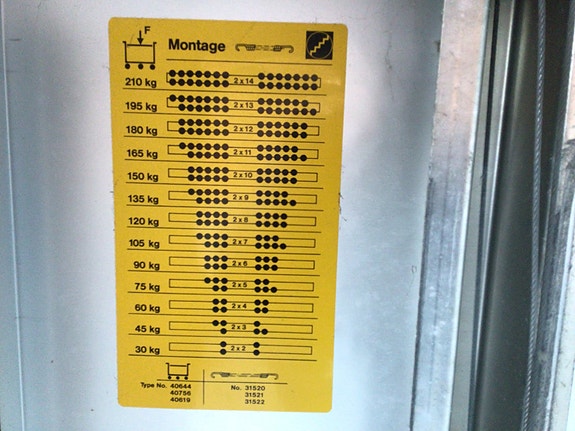 F
Montage
210 kg 2 x 14
195 kg 2 x 13
180 kg 2 x 12
165 kg 2 x 11
150 kg 2 x 10
135 kg 2 x 9
120 kg 2 x 8
105 kg 2 x 7
90 kg 2 x 6
75 kg 2 x 5
60 kg 2 x 4
45 kg 2 x 3
30 kg 2 x 2
Type No. 40644 No. 31520
40756 31521
40619 31522